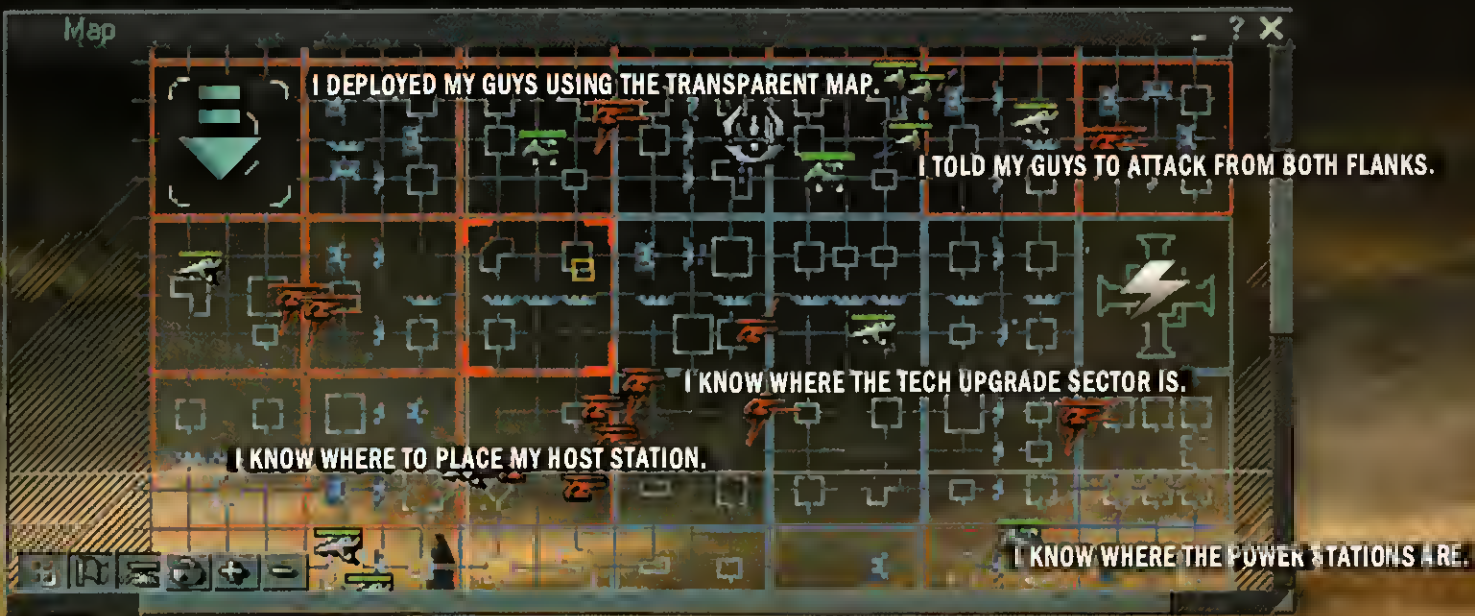 Map
_ ? X
I DEPLOYED MY GUYS USING THE TRANSPARENT MAP.
I TOLD MY GUYS TO ATTACK FROM BOTH FLANKS.
1
I KNOW WHERE THE TECH UPGRADE SECTOR IS.
I KNOW WHERE TO PLACE MY HOST STATION.
I KNOW WHERE THE POWER STATIONS ARE.